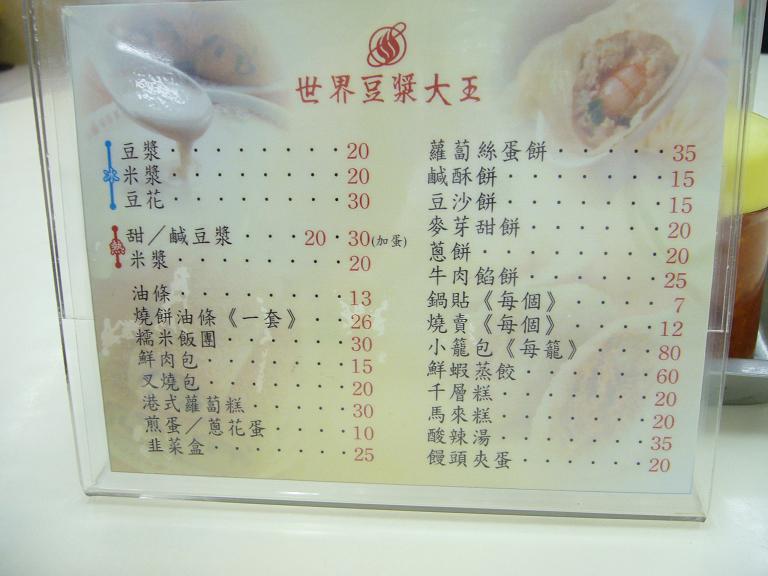 世界豆漿大王
冰
豆漿········20
米漿········20
豆花········30
熱
甜／鹹豆漿···20·30(加蛋)
米漿········20
油條········13
燒餅油條《一套》··26
糯米飯團······30
鮮肉包·······15
叉燒包·······20
港式蘿蔔糕·····30
煎蛋／蔥花蛋····10
韭菜盒·······25
蘿蔔絲蛋餅·····35
鹹酥餅·······15
豆沙餅·······15
麥芽甜餅······20
蔥餅········20
牛肉餡餅······25
鍋貼《每個》·····7
燒賣《每個》····12
小籠包《每籠》···80
鮮蝦蒸餃······60
千層糕·······20
馬來糕·······20
酸辣湯·······35
饅頭夾蛋······20